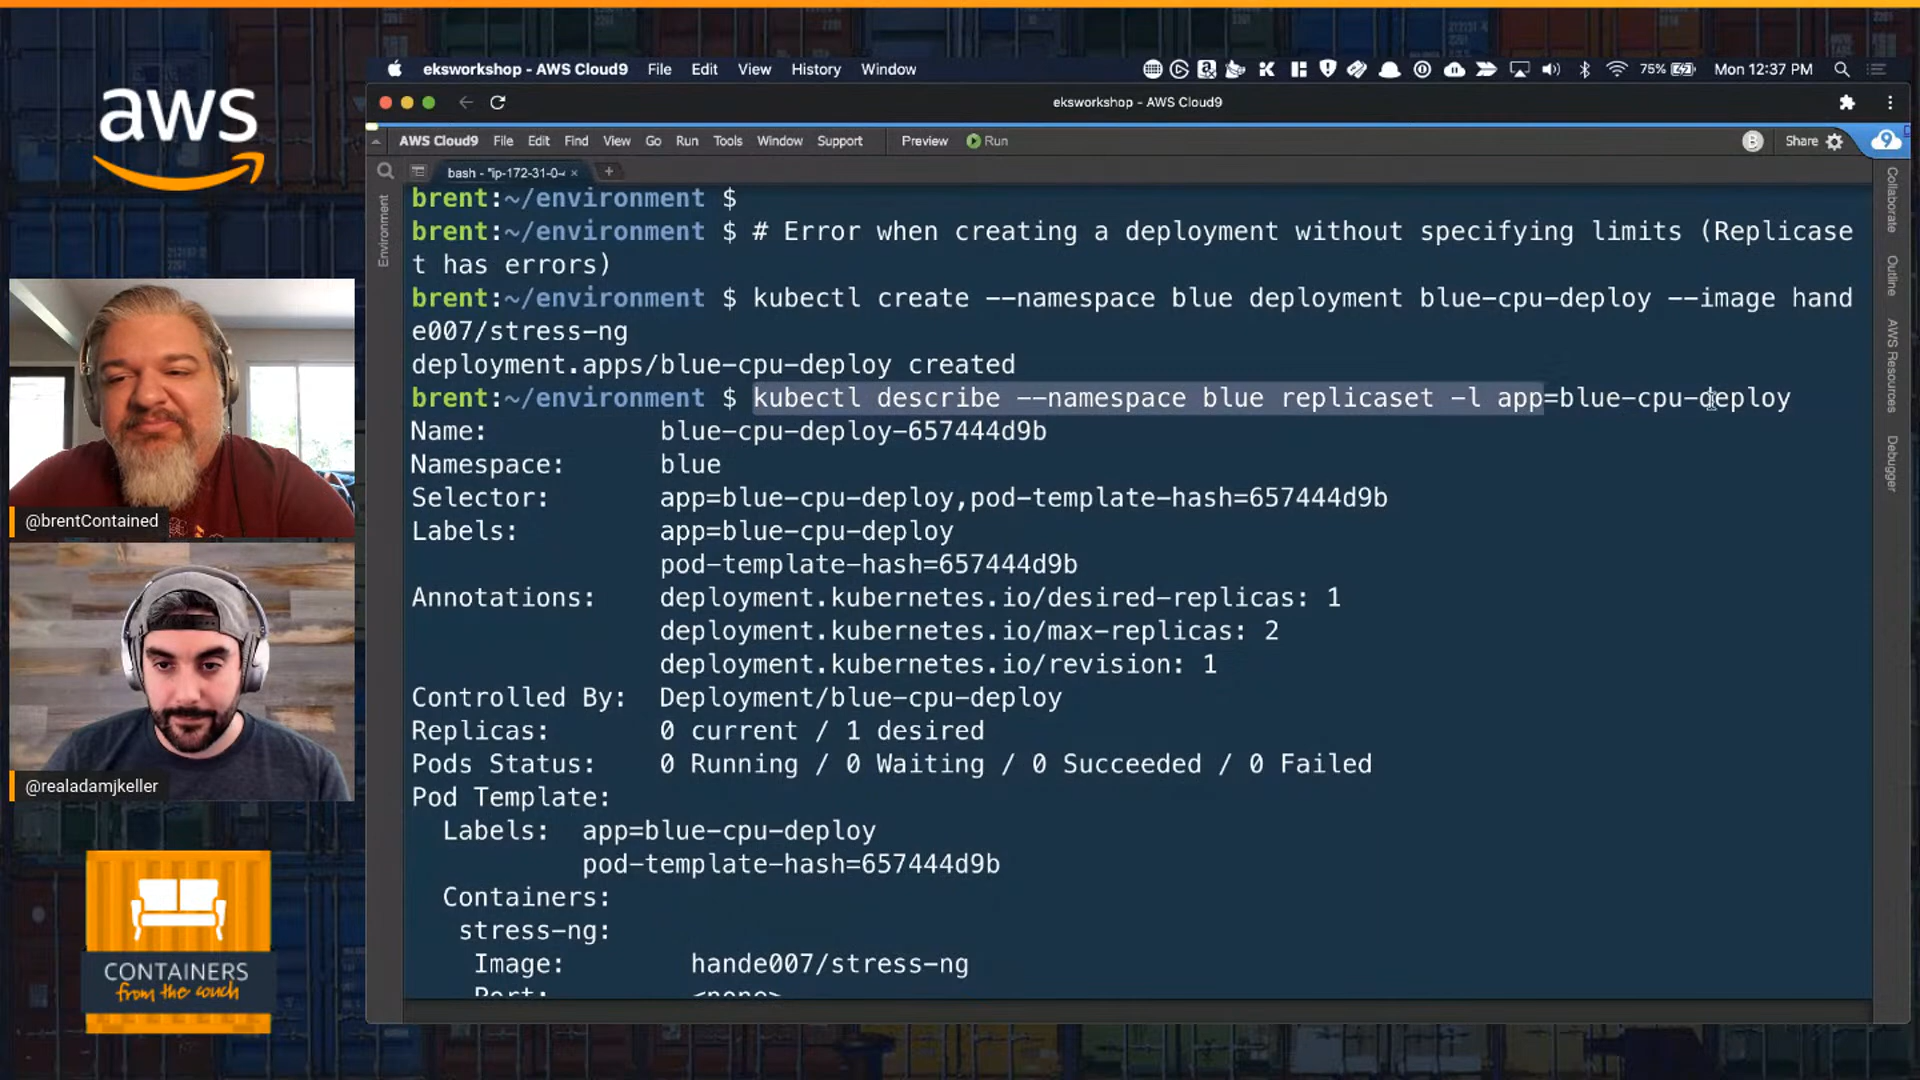 aws
eksworkshop - AWS Cloud9 File Edit View History Window 75% Mon 12:37 PM
eksworkshop - AWS Cloud9
AWS Cloud9 File Edit Find View Go Run Tools Window Support Preview Run B Share 9
bash - "ip-172-31-0-
Environment
Collaborate
Outline
AWS Resources
Debugger
brent:~/environment $
brent:~/environment $ # Error when creating a deployment without specifying limits (Replicase
t has errors)
brent:~/environment $ kubectl create --namespace blue deployment blue-cpu-deploy --image hand
e007/stress-ng
deployment.apps/blue-cpu-deploy created
brent:~/environment $ kubectl describe --namespace blue replicaset -l app=blue-cpu-deploy
Name: blue-cpu-deploy-657444d9b
Namespace: blue
Selector: app=blue-cpu-deploy,pod-template-hash=657444d9b
Labels: app=blue-cpu-deploy
pod-template-hash=657444d9b
Annotations: deployment.kubernetes.io/desired-replicas: 1
deployment.kubernetes.io/max-replicas: 2
deployment.kubernetes.io/revision: 1
Controlled By: Deployment/blue-cpu-deploy
Replicas: 0 current / 1 desired
Pods Status: 0 Running / 0 Waiting / 0 Succeeded / 0 Failed
Pod Template:
Labels: app=blue-cpu-deploy
pod-template-hash=657444d9b
Containers:
stress-ng:
Image: hande007/stress-ng
Port: <none>
@brentContained
@realadamjkeller
CONTAINERS
from the couch